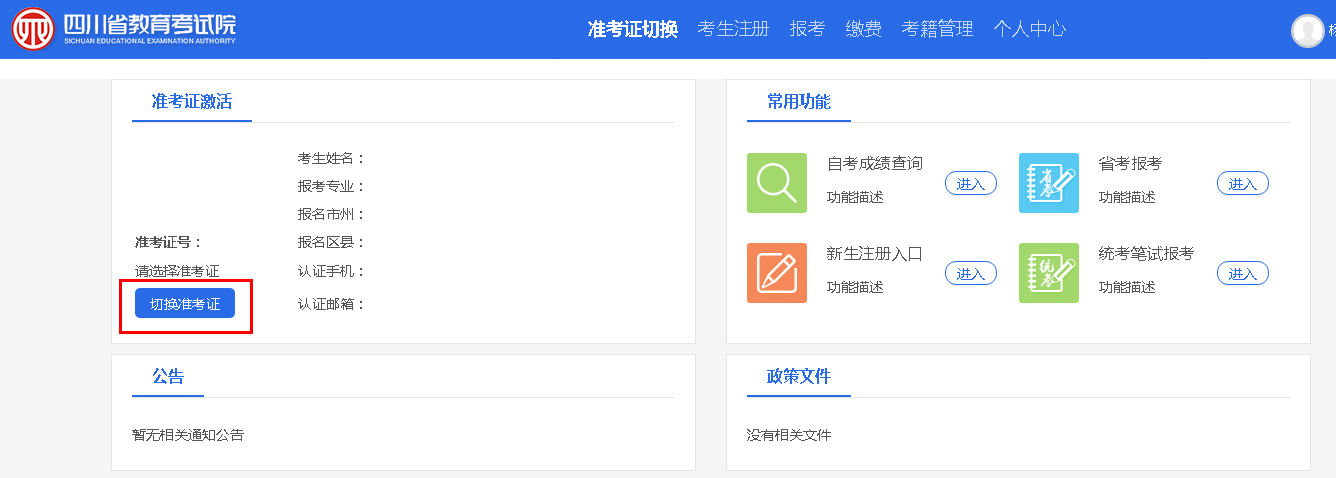 四川省教育考试院
SICHUAN EDUCATIONAL EXAMINATION AUTHORITY
准考证切换 考生注册 报考 缴费 考籍管理 个人中心
准考证激活
考生姓名：
报考专业：
报名市州：
准考证号：
报名区县：
请选择准考证
认证手机：
切换准考证
认证邮箱：
常用功能
自考成绩查询
功能描述
进入
省考报考
功能描述
进入
新生注册入口
功能描述
进入
统考笔试报考
功能描述
进入
公告
暂无相关通知公告
政策文件
没有相关文件